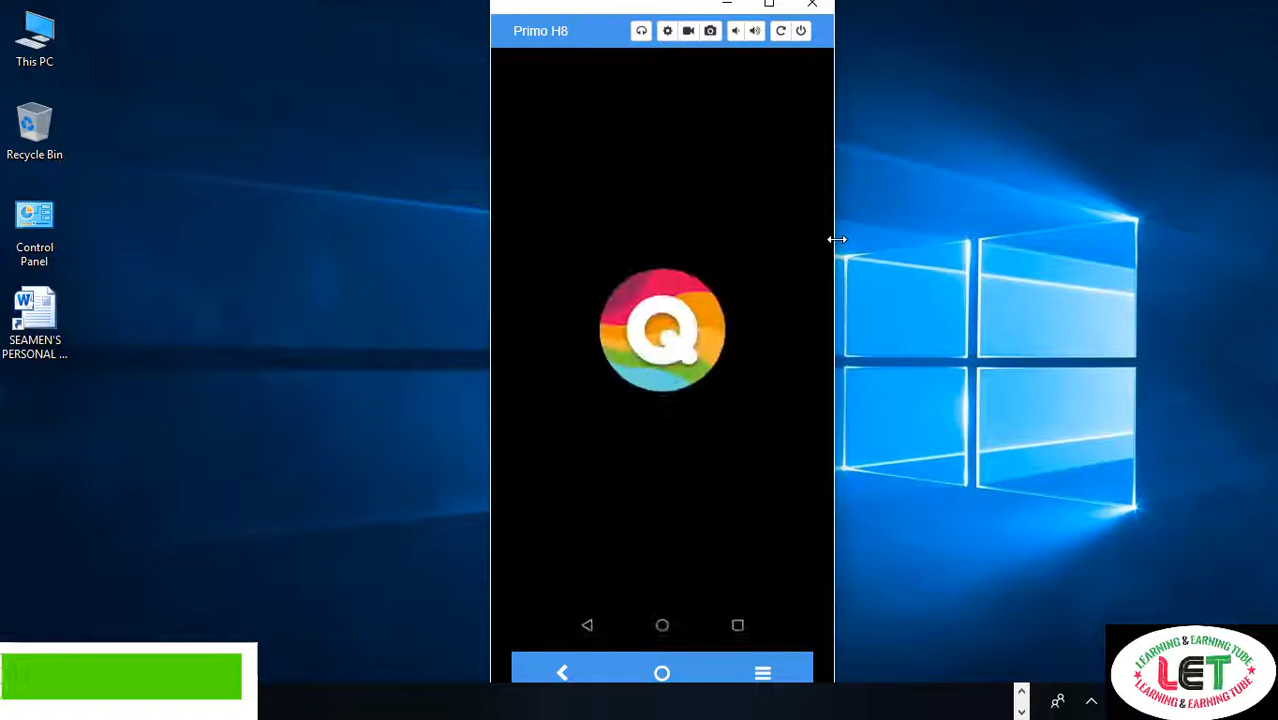 Primo H8
This PC
Recycle Bin
Control
Panel
SEAMEN'S
PERSONAL ...
Q
LEARNING & EARNING TUBE
LET
LEARNING & EARNING TUBE